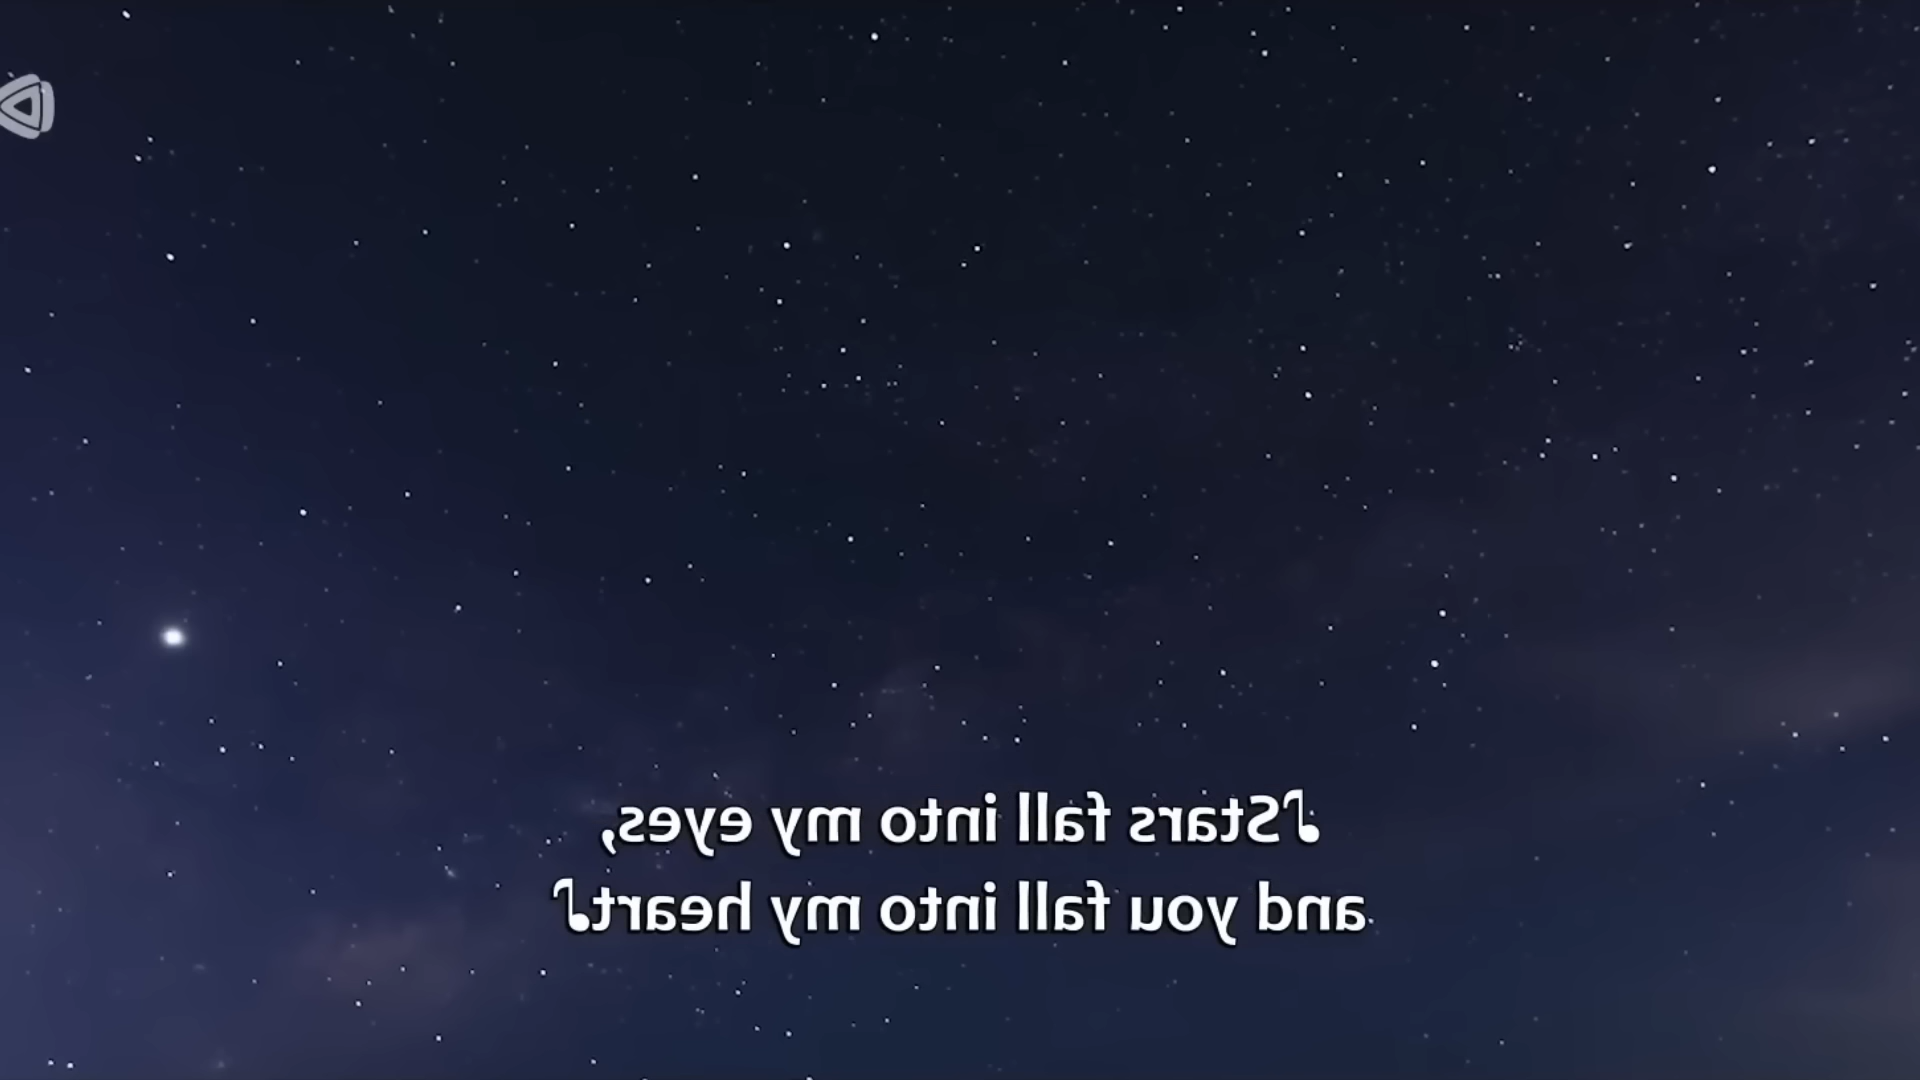 ♪Stars fall into my eyes,
and you fall into my heart♪